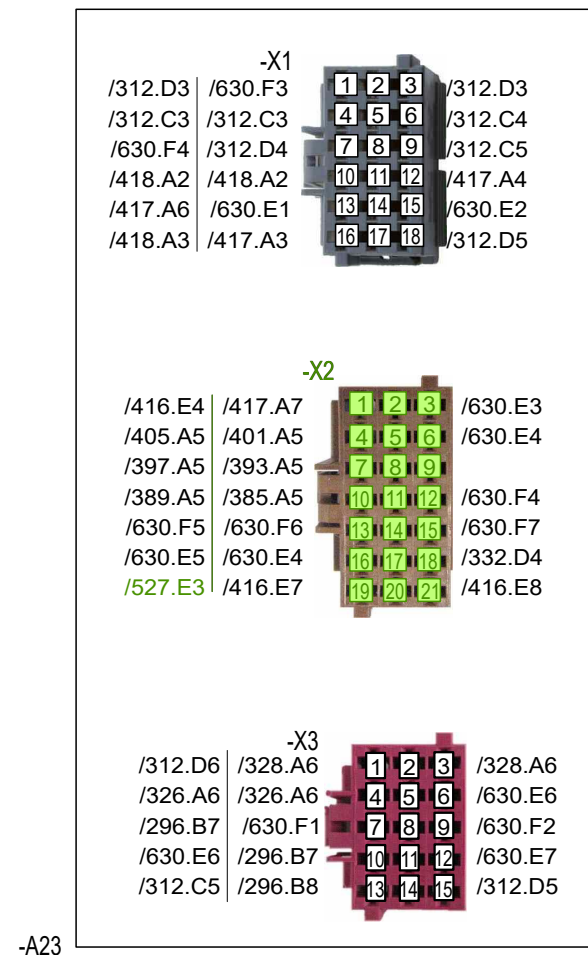 -X1
/312.D3 /630.F3 1 2 3 /312.D3
/312.C3 /312.C3 4 5 6 /312.C4
/630.F4 /312.D4 7 8 9 /312.C5
/418.A2 /418.A2 10 11 12 /417.A4
/417.A6 /630.E1 13 14 15 /630.E2
/418.A3 /417.A3 16 17 18 /312.D5
-X2
/416.E4 /417.A7 1 2 3 /630.E3
/405.A5 /401.A5 4 5 6 /630.E4
/397.A5 /393.A5 7 8 9
/389.A5 /385.A5 10 11 12 /630.F4
/630.F5 /630.F6 13 14 15 /630.F7
/630.E5 /630.E4 16 17 18 /332.D4
/527.E3 /416.E7 19 20 21 /416.E8
-X3
/312.D6 /328.A6 1 2 3 /328.A6
/326.A6 /326.A6 4 5 6 /630.E6
/296.B7 /630.F1 7 8 9 /630.F2
/630.E6 /296.B7 10 11 12 /630.E7
/312.C5 /296.B8 13 14 15 /312.D5
-A23